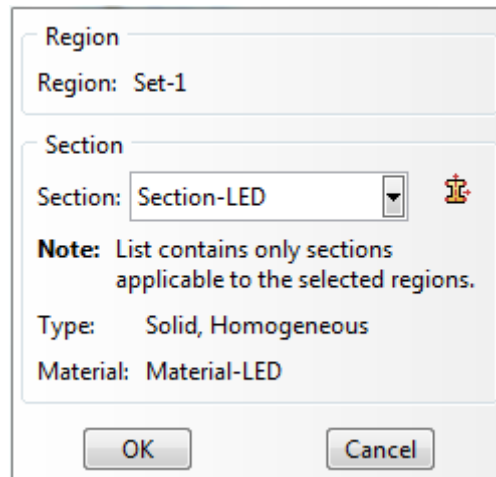 Region
Region: Set-1
Section
Section: Section-LED
Note: List contains only sections
applicable to the selected regions.
Type: Solid, Homogeneous
Material: Material-LED
OK Cancel